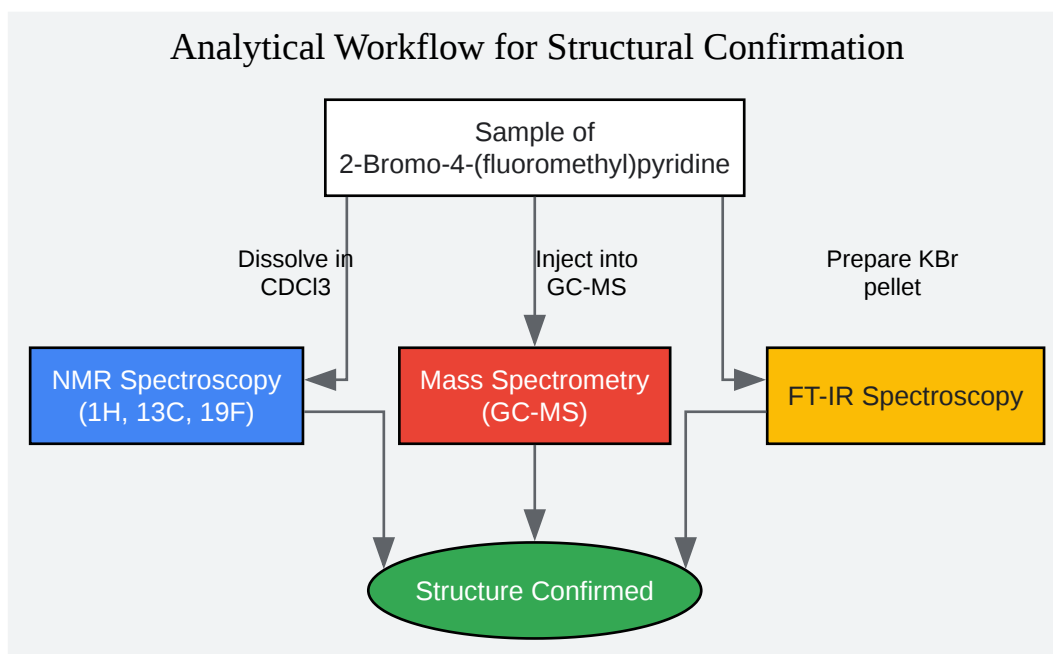 Analytical Workflow for Structural Confirmation
Sample of
2-Bromo-4-(fluoromethyl)pyridine
Dissolve in
CDCl3
Inject into
GC-MS
Prepare KBr
pellet
NMR Spectroscopy
(1H, 13C, 19F)
Mass Spectrometry
(GC-MS)
FT-IR Spectroscopy
Structure Confirmed